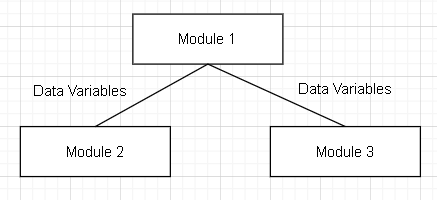 Module 1
Data Variables
Data Variables
Module 2
Module 3